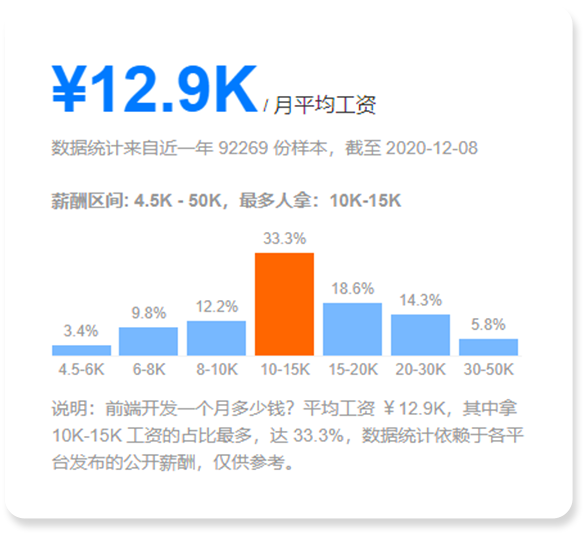 ¥12.9K / 月平均工资
数据统计来自近一年 92269 份样本，截至 2020-12-08
薪酬区间: 4.5K - 50K，最多人拿：10K-15K
33.3%
18.6%
14.3%
12.2%
9.8%
5.8%
3.4%
4.5-6K 6-8K 8-10K 10-15K 15-20K 20-30K 30-50K
说明：前端开发一个月多少钱？平均工资 ￥12.9K，其中拿
10K-15K 工资的占比最多，达 33.3%，数据统计依赖于各平
台发布的公开薪酬，仅供参考。